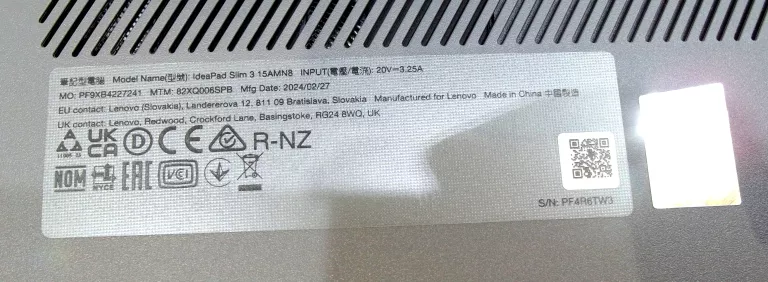 筆記型電腦 Model Name(型號): IdeaPad Slim 3 15AMN8 INPUT(電壓/電流): 20V⎓3.25A
MO: PF9XB4227241 MTM: 82XQ006SPB Mfg Date: 2024/02/27
EU contact: Lenovo (Slovakia), Landererova 12, 811 09 Bratislava, Slovakia Manufactured for Lenovo Made in China 中國製造
UK contact: Lenovo, Redwood, Crockford Lane, Basingstoke, RG24 8WQ, UK
UK CA D CE R-NZ
NOM NYCE EAC VCI
S/N: PF4R6TW3